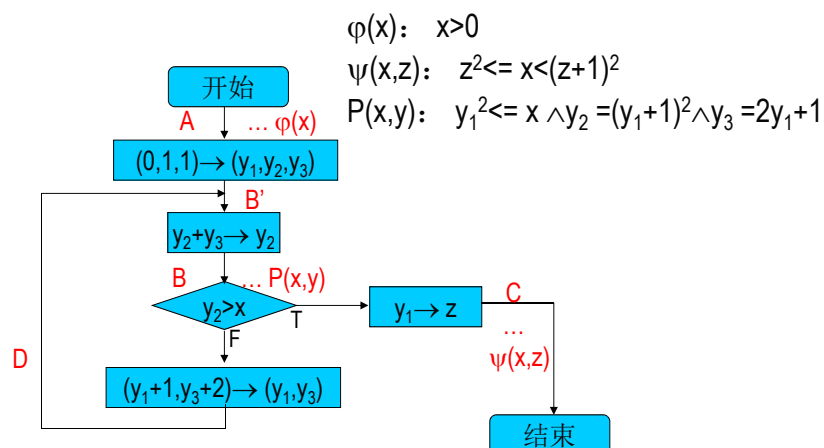 φ(x)： x>0
ψ(x,z)： z²<= x<(z+1)²
P(x,y)： y₁²<= x ∧y₂ =(y₁+1)²∧y₃ =2y₁+1
开始
A … φ(x)
(0,1,1)→ (y₁,y₂,y₃)
B’
y₂+y₃→ y₂
B … P(x,y)
y₂>x
T
F
y₁→ z
C
…
ψ(x,z)
D
(y₁+1,y₃+2)→ (y₁,y₃)
结束